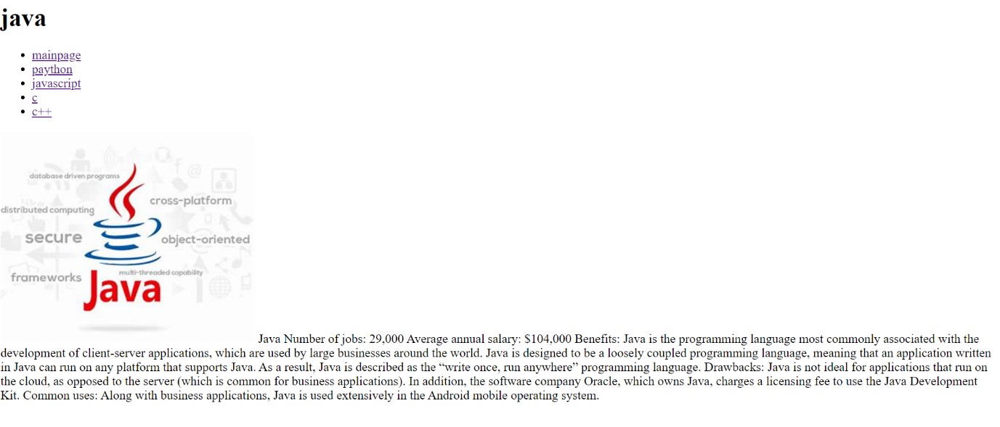 java
mainpage
paython
javascript
c
c++
database driven programs
cross-platform
distributed computing
secure
object-oriented
multi-threaded capability
frameworks
Java
Java Number of jobs: 29,000 Average annual salary: $104,000 Benefits: Java is the programming language most commonly associated with the
development of client-server applications, which are used by large businesses around the world. Java is designed to be a loosely coupled programming language, meaning that an application written
in Java can run on any platform that supports Java. As a result, Java is described as the “write once, run anywhere” programming language. Drawbacks: Java is not ideal for applications that run on
the cloud, as opposed to the server (which is common for business applications). In addition, the software company Oracle, which owns Java, charges a licensing fee to use the Java Development
Kit. Common uses: Along with business applications, Java is used extensively in the Android mobile operating system.